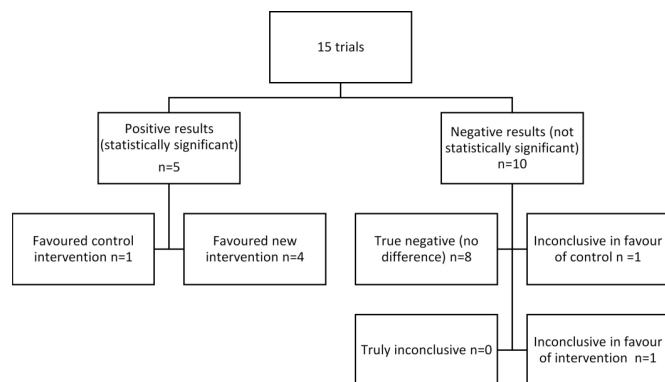 15 trials
Positive results
(statistically significant)
n=5
Negative results (not
statistically significant)
n=10
Favoured control
intervention n=1
Favoured new
intervention n=4
True negative (no
difference) n=8
Inconclusive in favour
of control n =1
Truly inconclusive n=0
Inconclusive in favour
of intervention n=1